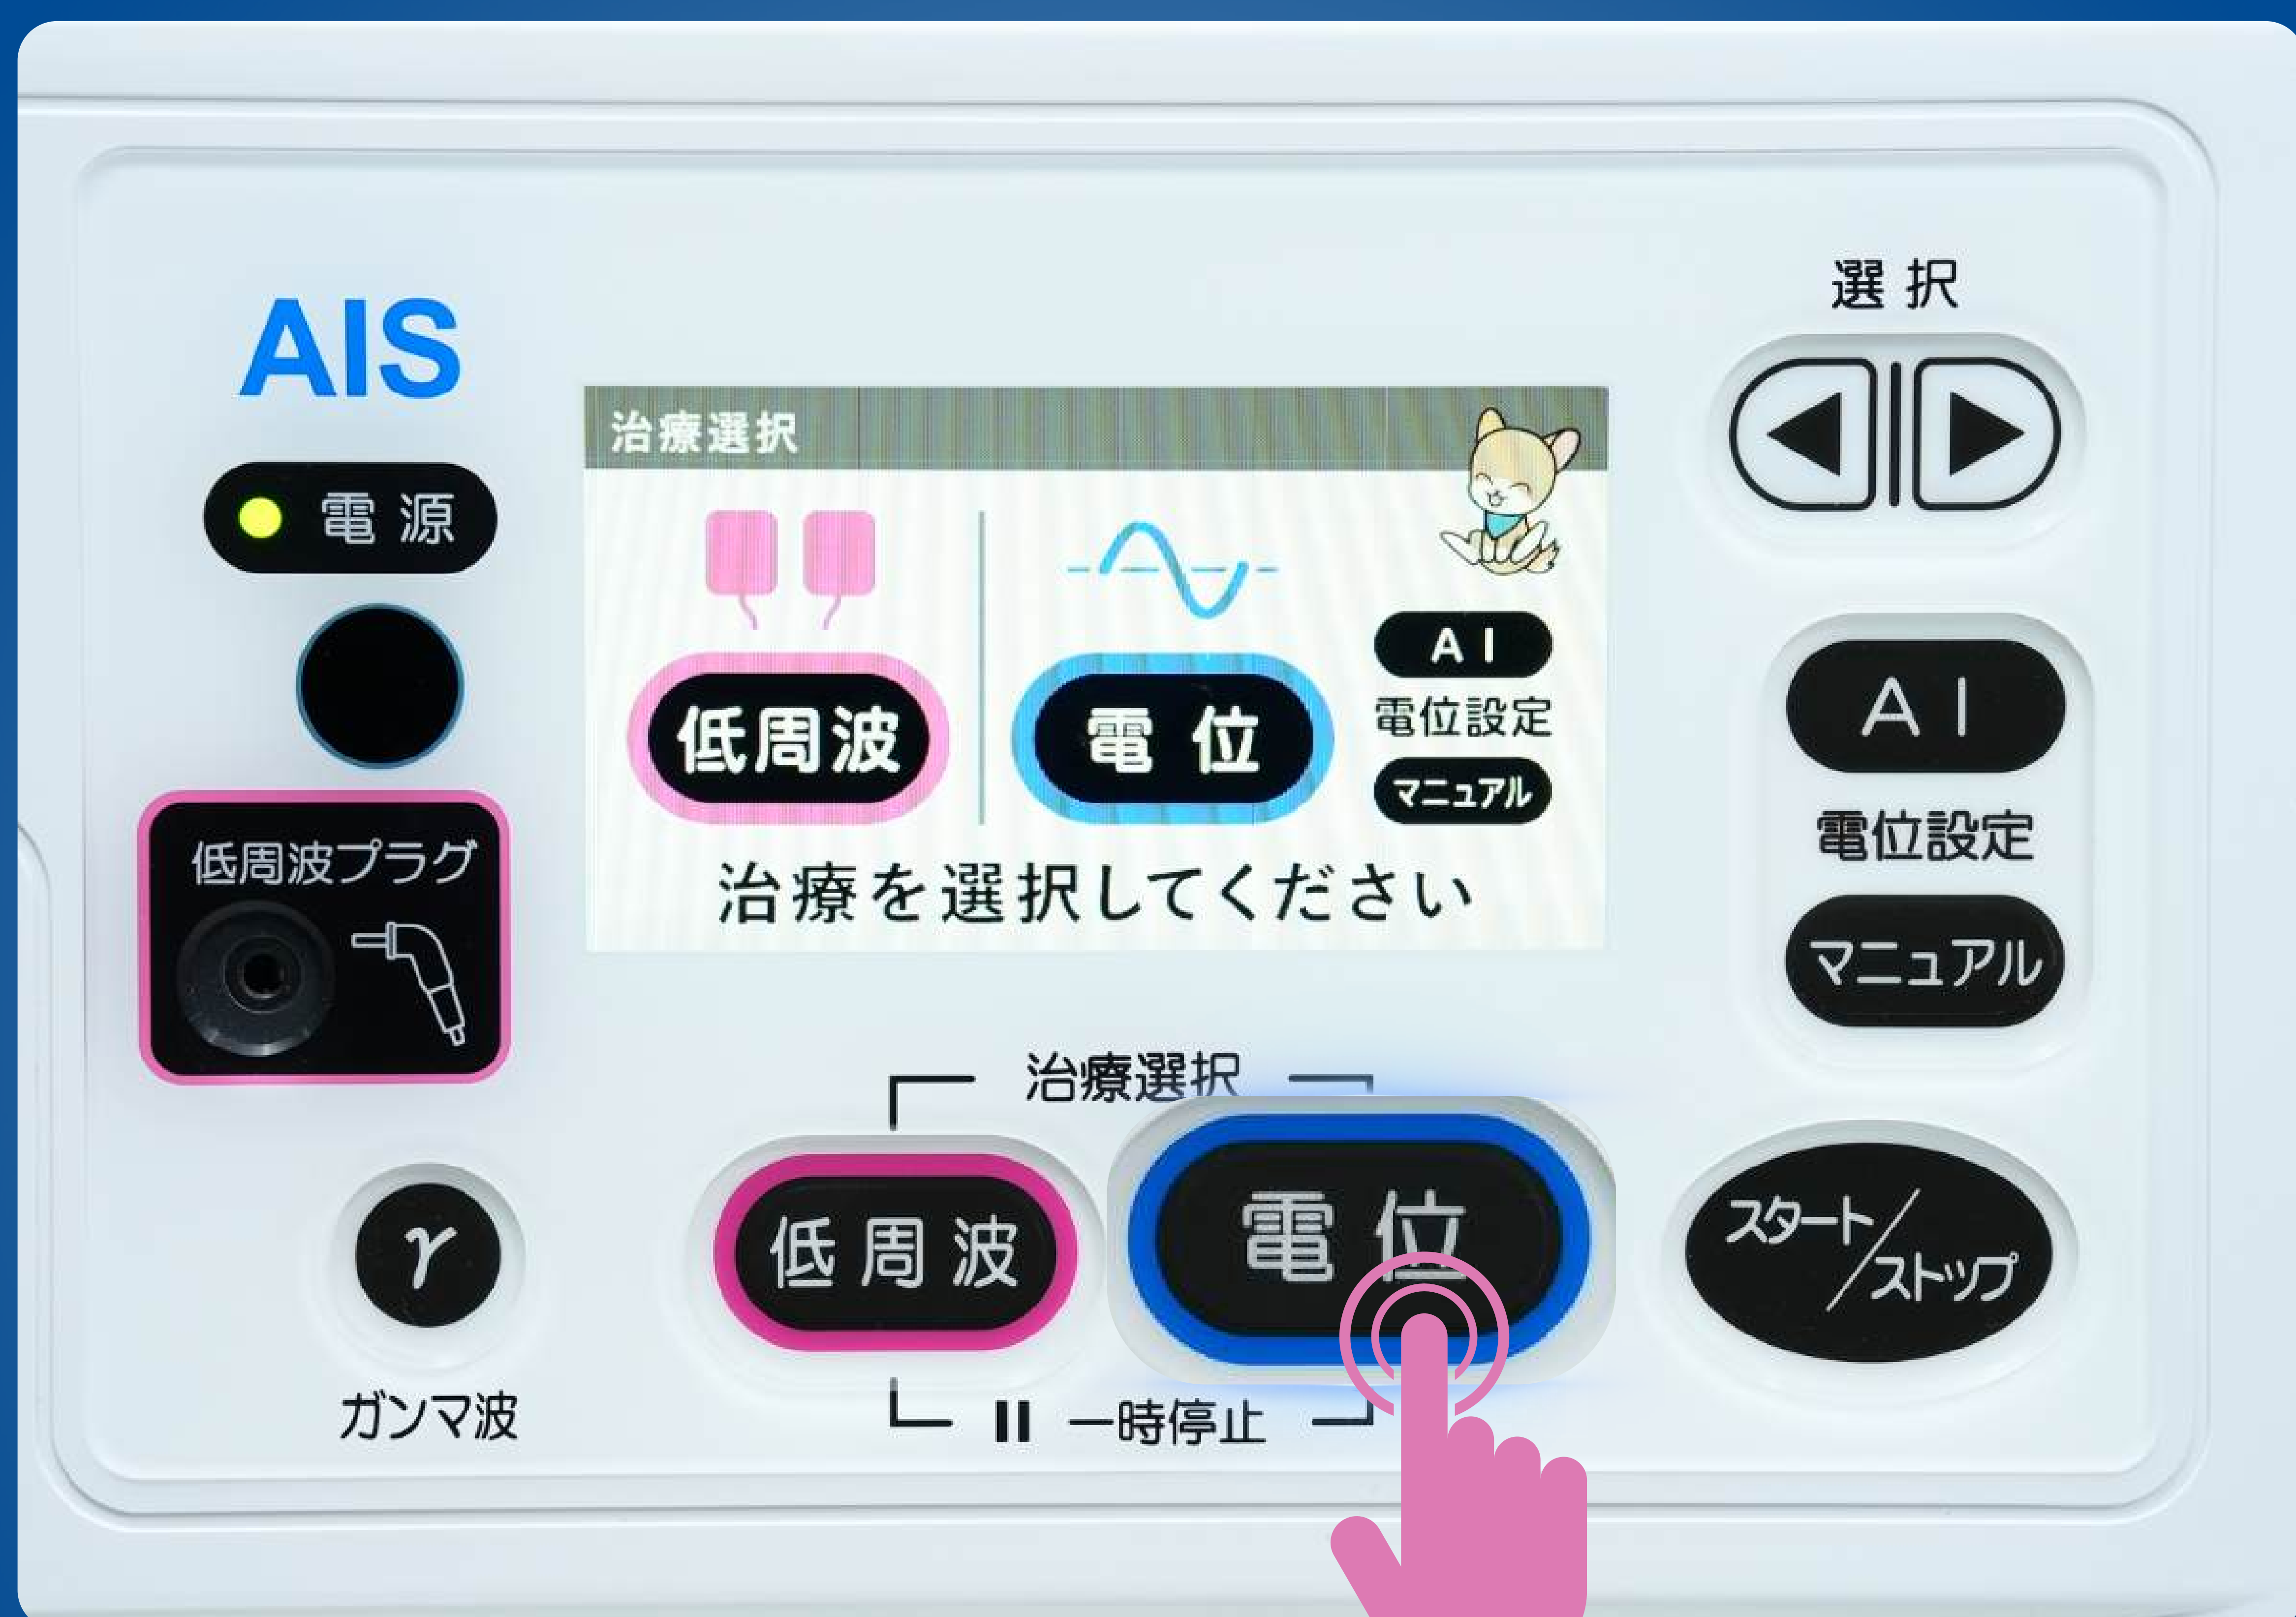 AIS
電源
低周波プラグ
γ
ガンマ波
治療選択
低周波
電位
AI
電位設定
マニュアル
治療を選択してください
治療選択
低周波
電位
一時停止
選択
AI
電位設定
マニュアル
スタート/
ストップ